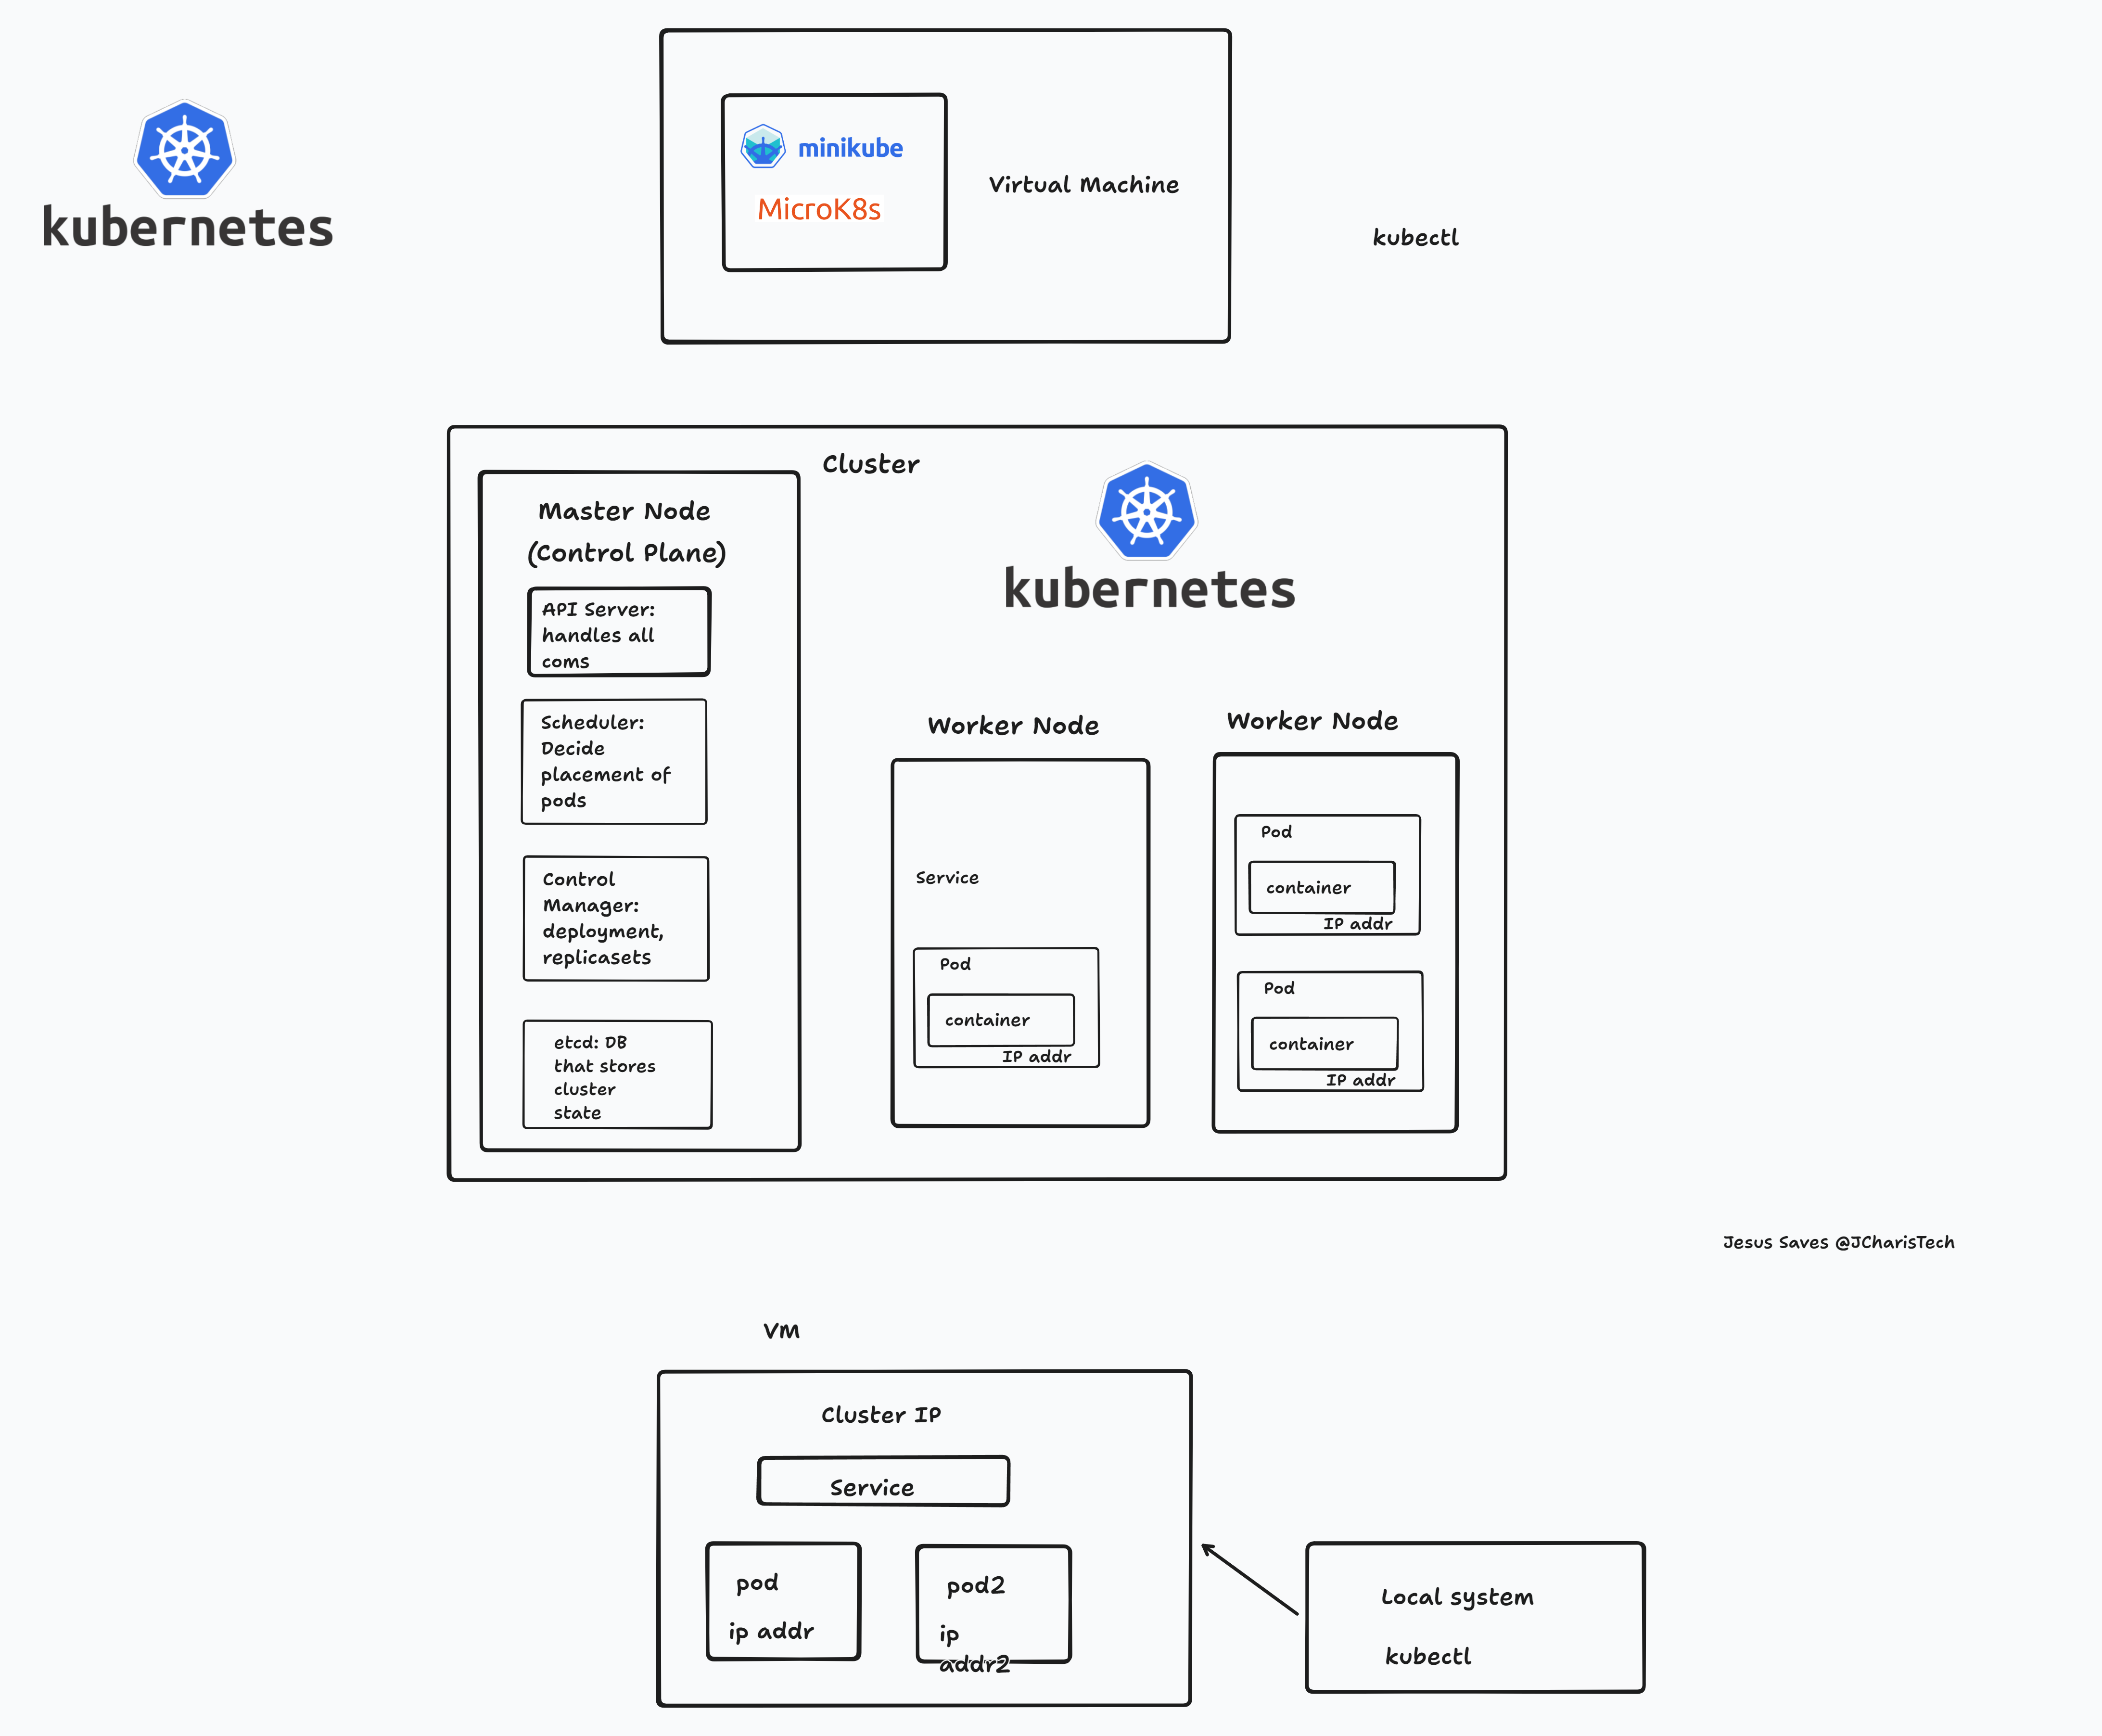 kubernetes
minikube
MicroK8s
Virtual Machine
kubectl
Cluster
Master Node
(Control Plane)
API Server:
handles all
coms
Scheduler:
Decide
placement of
pods
Control
Manager:
deployment,
replicasets
etcd: DB
that stores
cluster
state
kubernetes
Worker Node
Service
Pod
container
IP addr
Worker Node
Pod
container
IP addr
Pod
container
IP addr
Jesus Saves @JCharisTech
VM
Cluster IP
Service
pod
ip addr
pod2
ip
addr2
Local system
kubectl